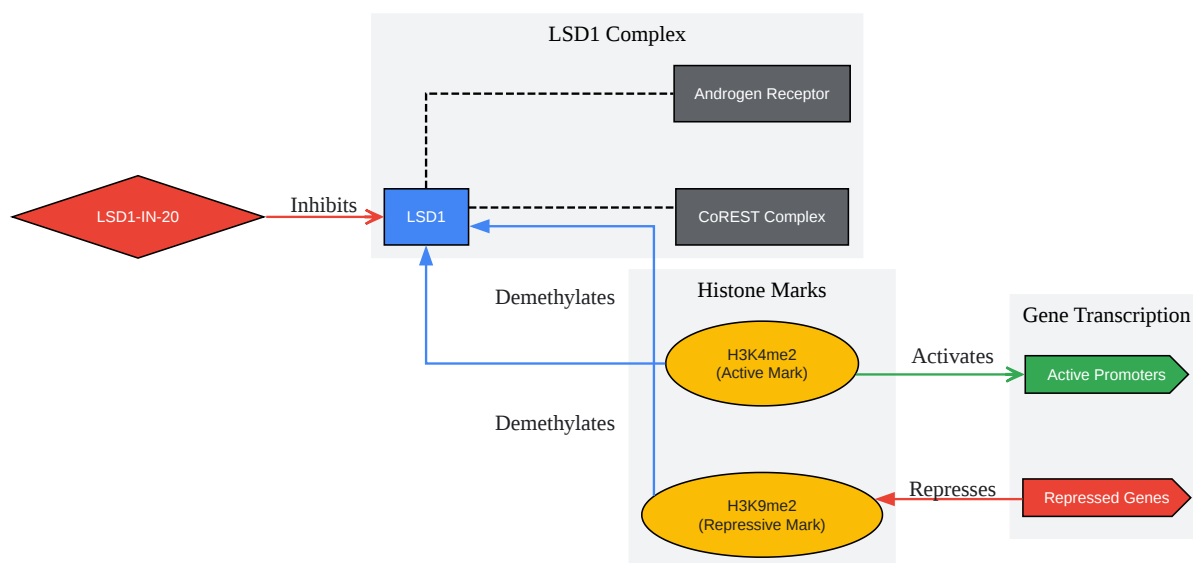 LSD1 Complex
Androgen Receptor
LSD1-IN-20
Inhibits
LSD1
CoREST Complex
Demethylates
Histone Marks
Gene Transcription
H3K4me2
(Active Mark)
Activates
Active Promoters
Demethylates
H3K9me2
(Repressive Mark)
Represses
Repressed Genes